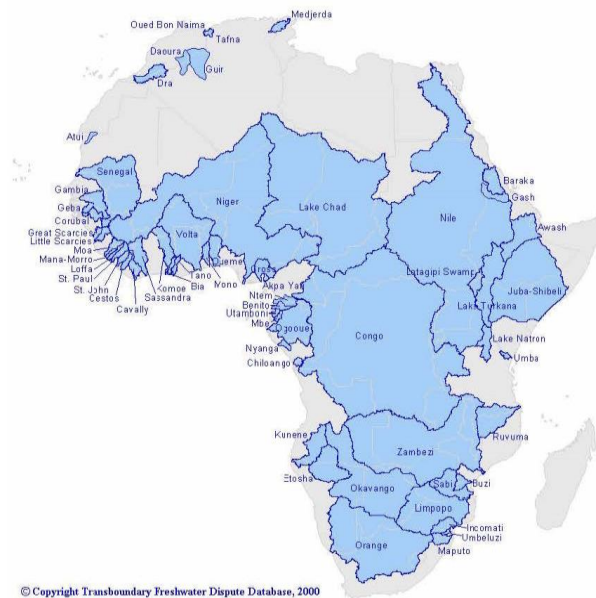 Medjerda
Oued Bon Naima
Tafna
Daoura
Guir
Dra
Atui
Senegal
Baraka
Gambia
Gash
Niger
Lake Chad
Geba
Nile
Corubal
Awash
Great Scarcies
Volta
Little Scarcies
Moa
Mana-Morro
Lotagipi Swamp
Loffa
Tano
Cross
St. Paul
Komoe
Bia
Mono
Akpa Yafi
Juba-Shibeli
St. John
Ntem
Cestos
Sassandra
Benito
Lake Turkana
Cavally
Utamboni
Mbe
Ogooue
Congo
Lake Natron
Nyanga
Umba
Chiloango
Kunene
Ruvuma
Zambezi
Etosha
Okavango
Sabi
Buzi
Limpopo
Incomati
Umbeluzi
Orange
Maputo
© Copyright Transboundary Freshwater Dispute Database, 2000